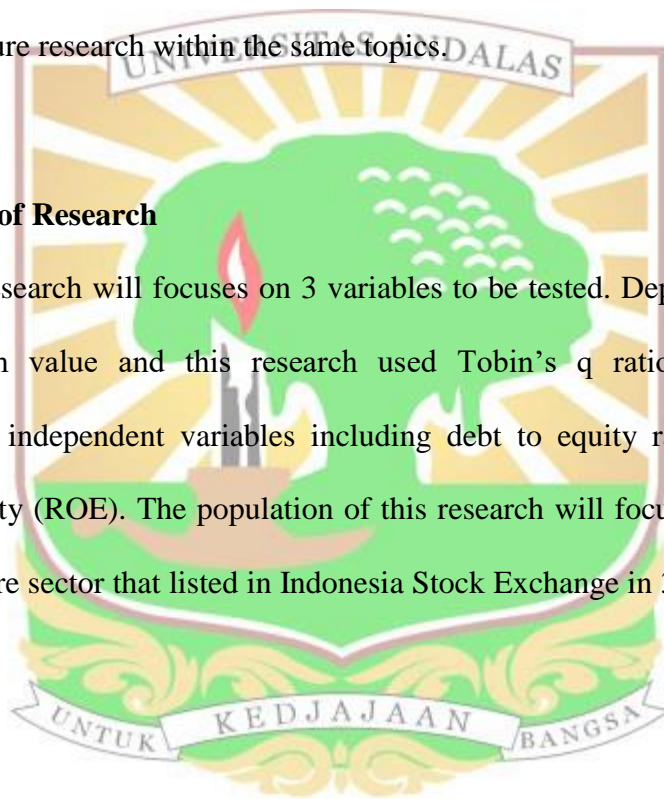 ure research within the same topics.
UNIVERSITAS ANDALAS
of Research
search will focuses on 3 variables to be tested. Dep
value and this research used Tobin's q ratio
independent variables including debt to equity r
ty (ROE). The population of this research will focu
re sector that listed in Indonesia Stock Exchange in
UNTUK KEDJAJAAN BANGSA